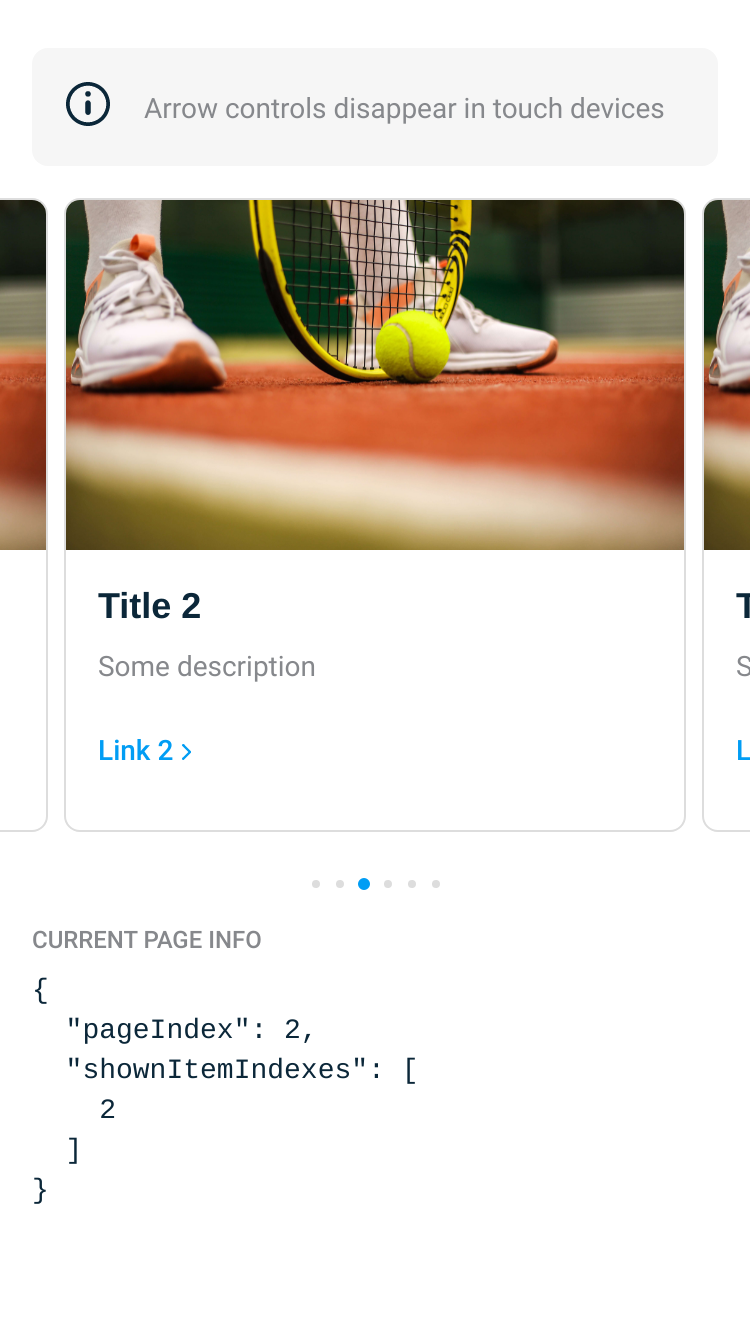 Arrow controls disappear in touch devices
Title 2
Some description
Link 2
CURRENT PAGE INFO
{
"pageIndex": 2,
"shownItemIndexes": [
2
]
}